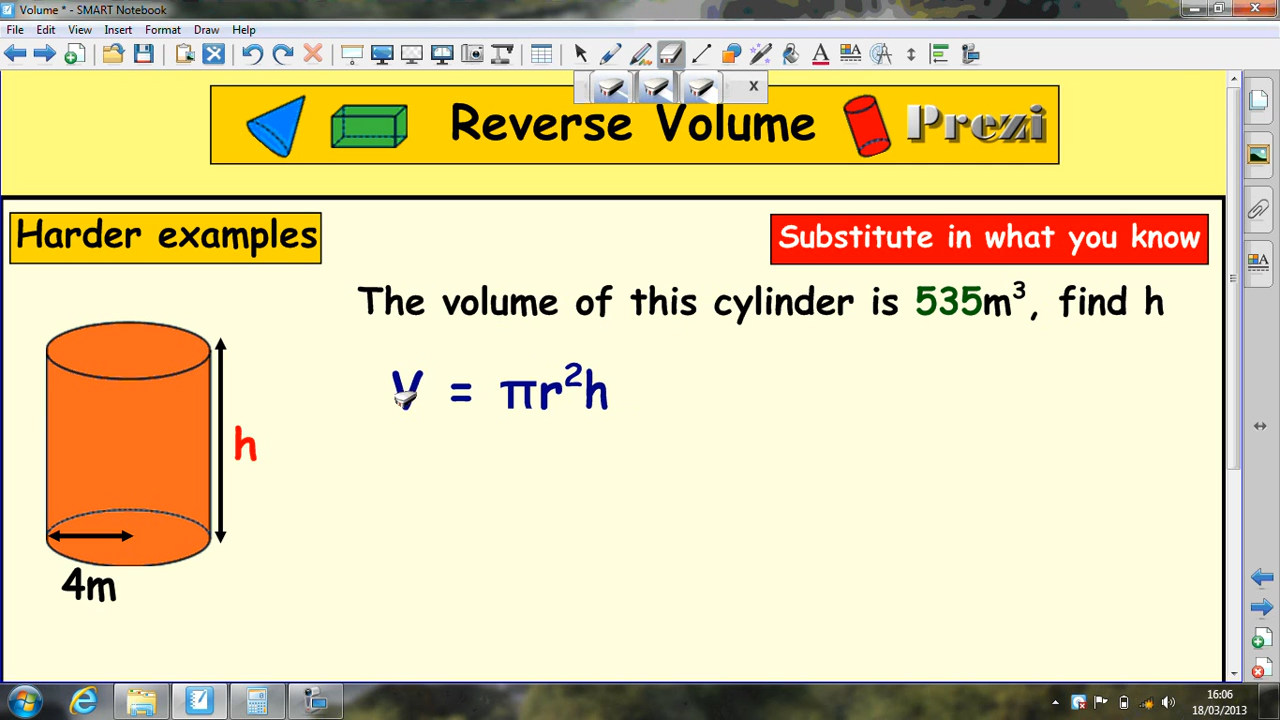 Volume * - SMART Notebook
File Edit View Insert Format Draw Help
x
Reverse Volume
Prezi
Harder examples
Substitute in what you know
The volume of this cylinder is 535m³, find h
V = πr²h
h
4m
16:06
18/03/2013